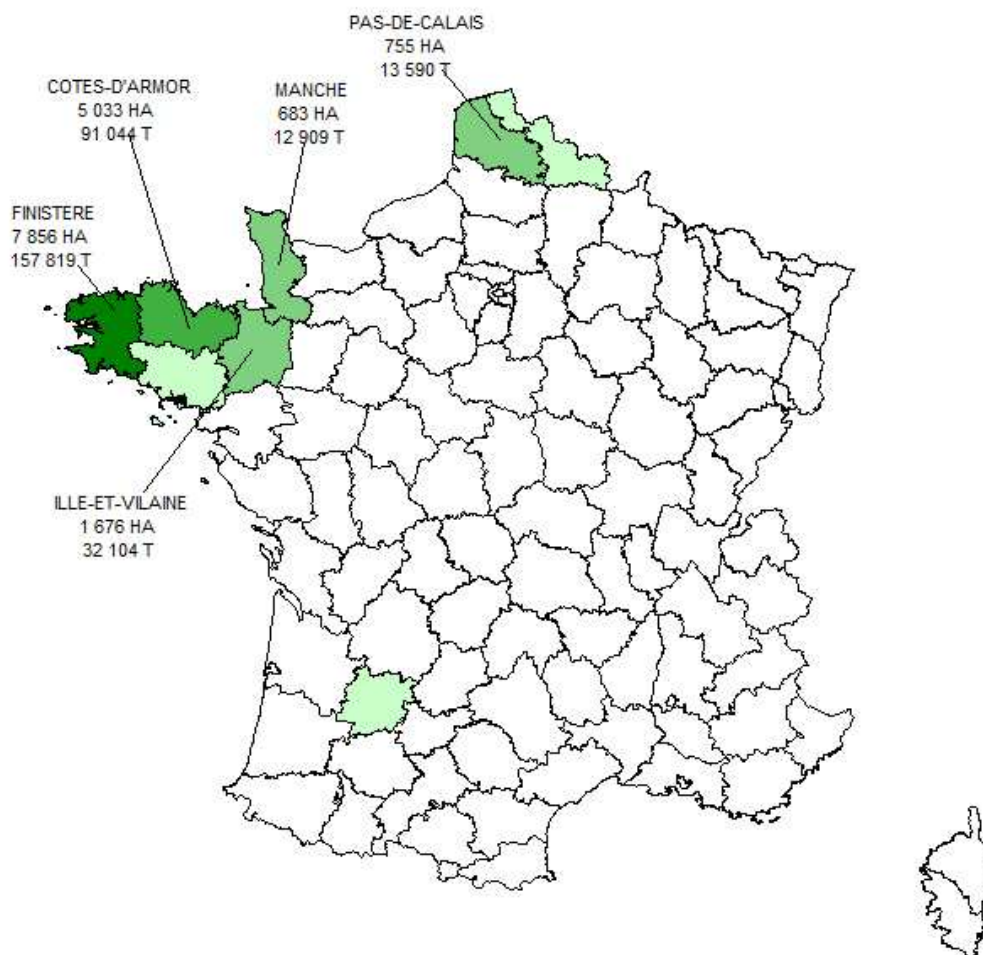 PAS-DE-CALAIS
755 HA
13 590 T
COTES-D'ARMOR
5 033 HA
91 044 T
MANCHE
683 HA
12 909 T
FINISTERE
7 856 HA
157 819 T
ILLE-ET-VILAINE
1 676 HA
32 104 T